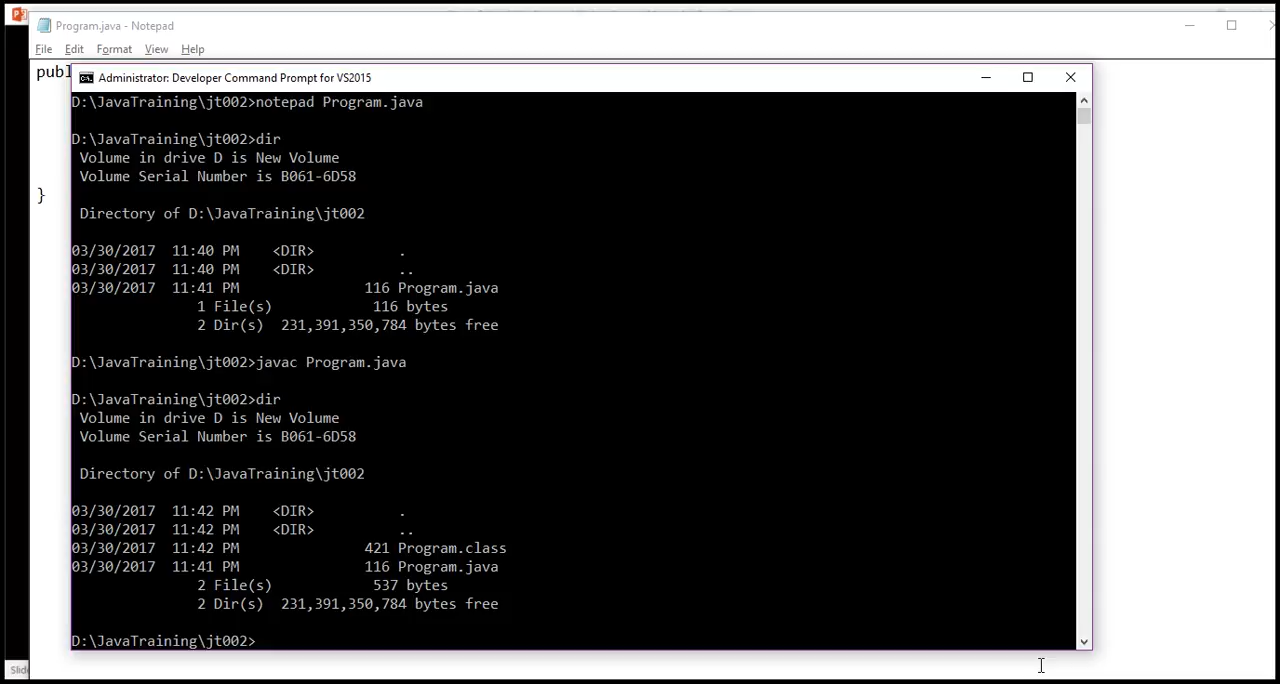 Program.java - Notepad
File Edit Format View Help
publ
}
Administrator: Developer Command Prompt for VS2015
D:\JavaTraining\jt002>notepad Program.java
D:\JavaTraining\jt002>dir
Volume in drive D is New Volume
Volume Serial Number is B061-6D58
Directory of D:\JavaTraining\jt002
03/30/2017 11:40 PM <DIR> .
03/30/2017 11:40 PM <DIR> ..
03/30/2017 11:41 PM 116 Program.java
1 File(s) 116 bytes
2 Dir(s) 231,391,350,784 bytes free
D:\JavaTraining\jt002>javac Program.java
D:\JavaTraining\jt002>dir
Volume in drive D is New Volume
Volume Serial Number is B061-6D58
Directory of D:\JavaTraining\jt002
03/30/2017 11:42 PM <DIR> .
03/30/2017 11:42 PM <DIR> ..
03/30/2017 11:42 PM 421 Program.class
03/30/2017 11:41 PM 116 Program.java
2 File(s) 537 bytes
2 Dir(s) 231,391,350,784 bytes free
D:\JavaTraining\jt002>
Slid